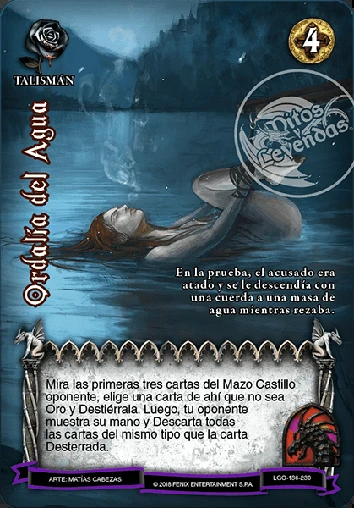 4
TALISMÁN
Mitos y
Leyendas
Ordalía del Agua
En la prueba, el acusado era
atado y se le descendía con
una cuerda a una masa de
agua mientras rezaba.
Mira las primeras tres cartas del Mazo Castillo
oponente, elige una carta de ahí que no sea
Oro y Destiérrala. Luego, tu oponente
muestra su mano y Descarta todas
las cartas del mismo tipo que la carta
Desterrada.
ARTE: MATÍAS CABEZAS
© 2018 FENIX ENTERTAINMENT S.P.A